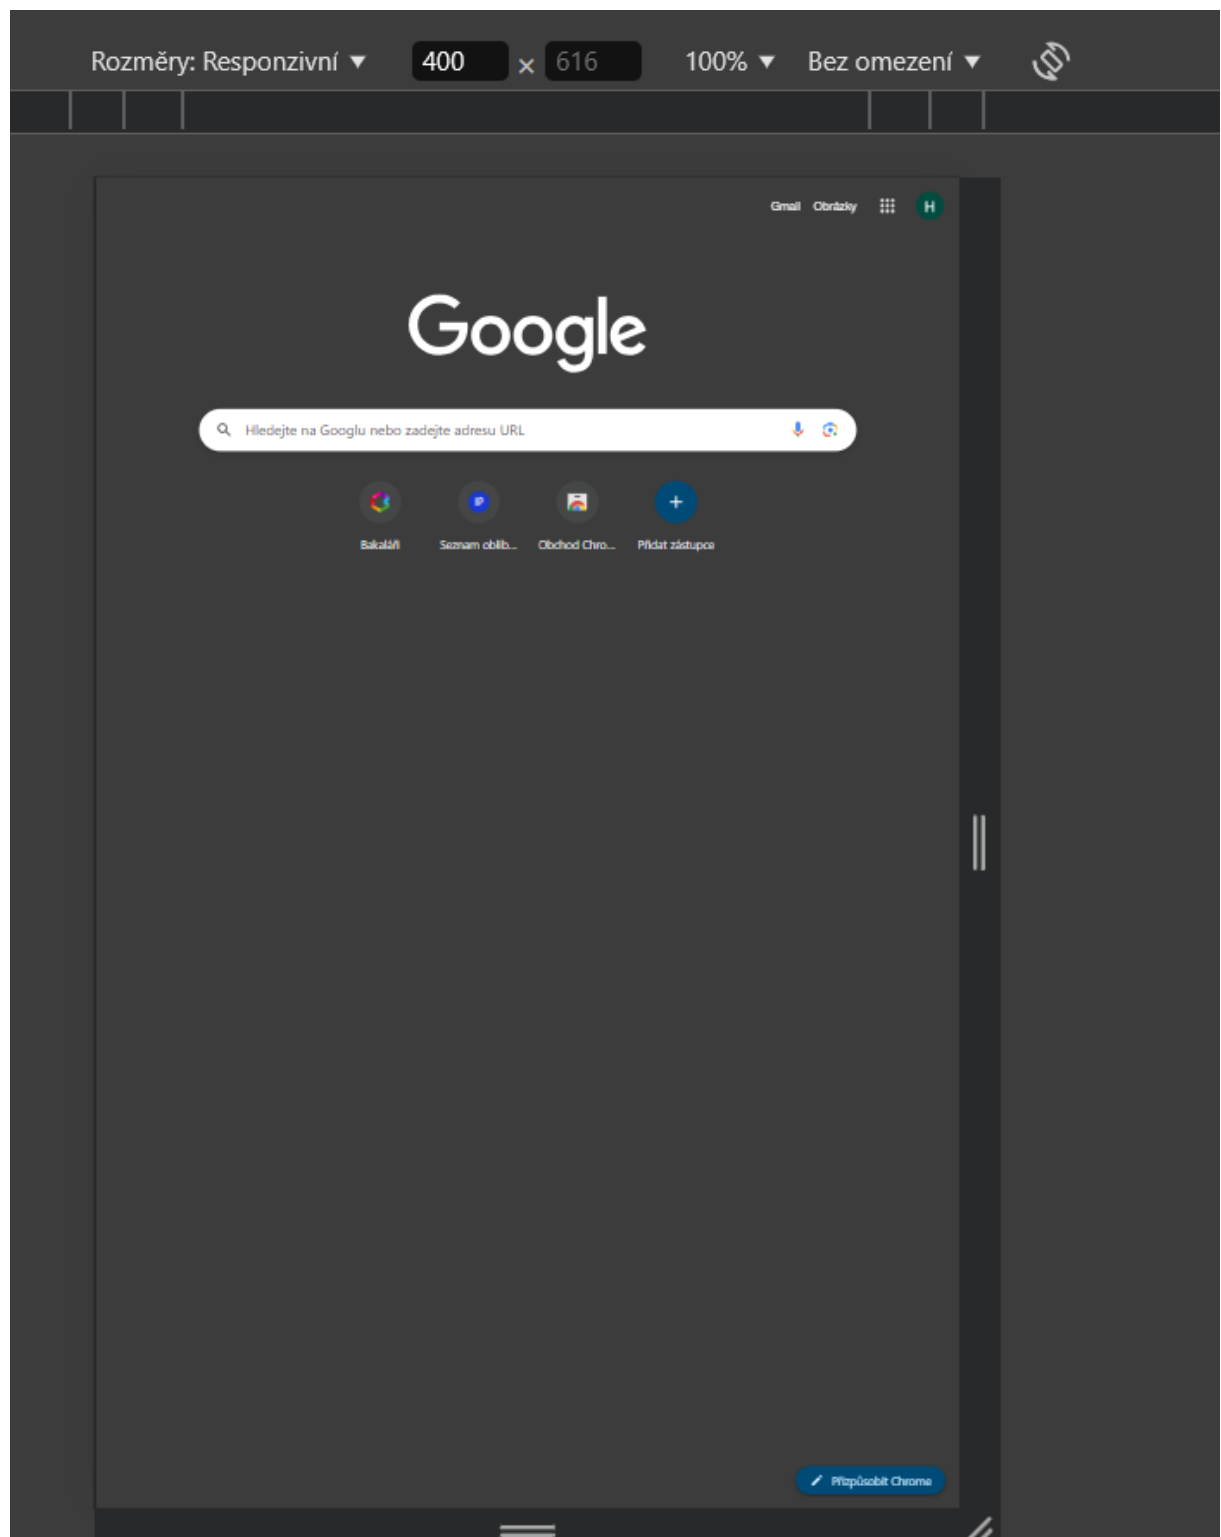 Rozměry: Responzivní ▼ 400 × 616 100% ▼ Bez omezení ▼
Gmail Obrázky H
Google
Hledejte na Googlu nebo zadejte adresu URL
Bakaláři Seznam oblíb... Obchod Chro... Přidat zástupce
Přizpůsobit Chrome